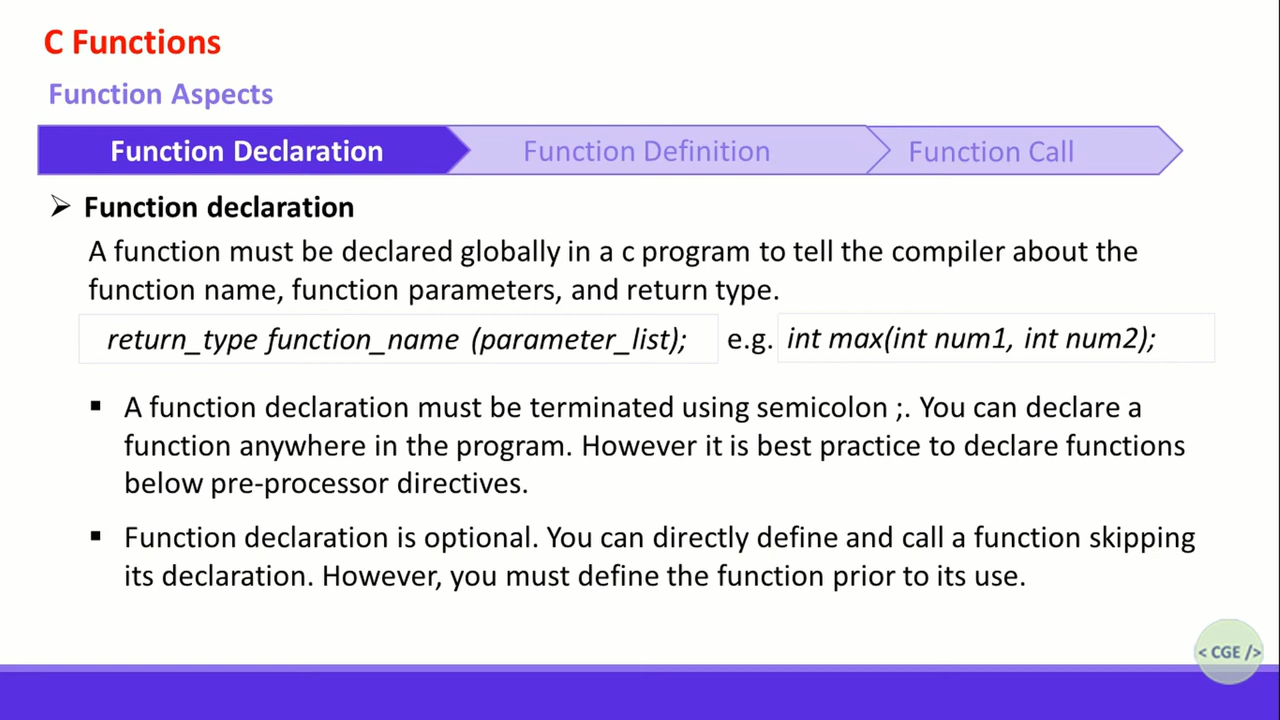 C Functions
Function Aspects
Function Declaration Function Definition Function Call
➢ Function declaration
A function must be declared globally in a c program to tell the compiler about the
function name, function parameters, and return type.
return_type function_name (parameter_list); e.g. int max(int num1, int num2);
▪ A function declaration must be terminated using semicolon ;. You can declare a
function anywhere in the program. However it is best practice to declare functions
below pre-processor directives.
▪ Function declaration is optional. You can directly define and call a function skipping
its declaration. However, you must define the function prior to its use.
< CGE />